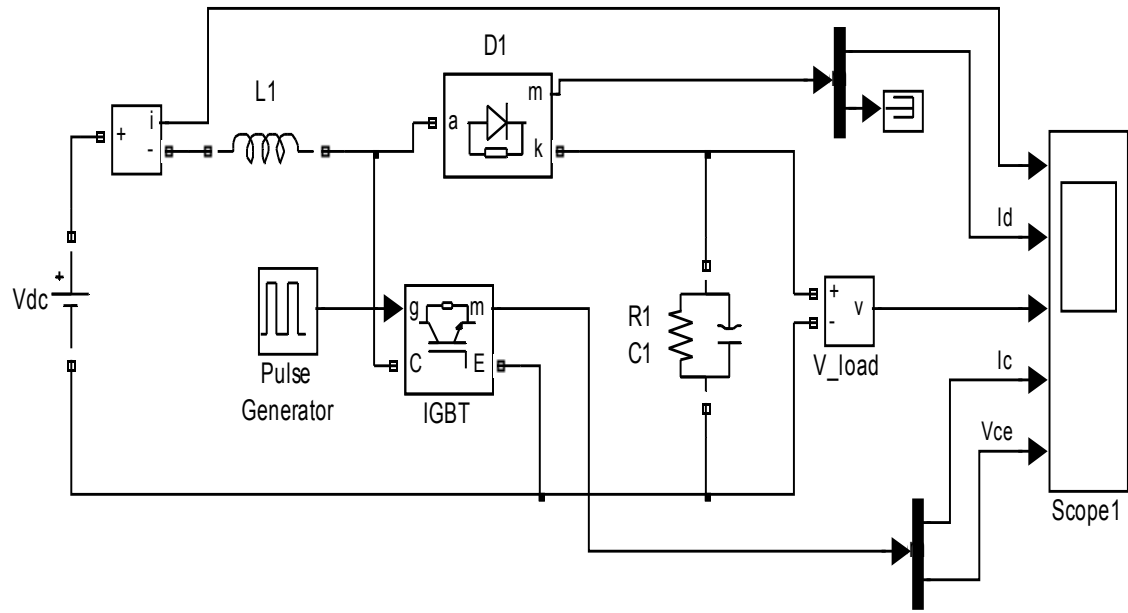 D1
L1
m
i
+
-
a
k
Id
+
Vdc
g
m
C
E
R1
C1
+
-
v
V_load
Pulse
Generator
IGBT
Ic
Vce
Scope1